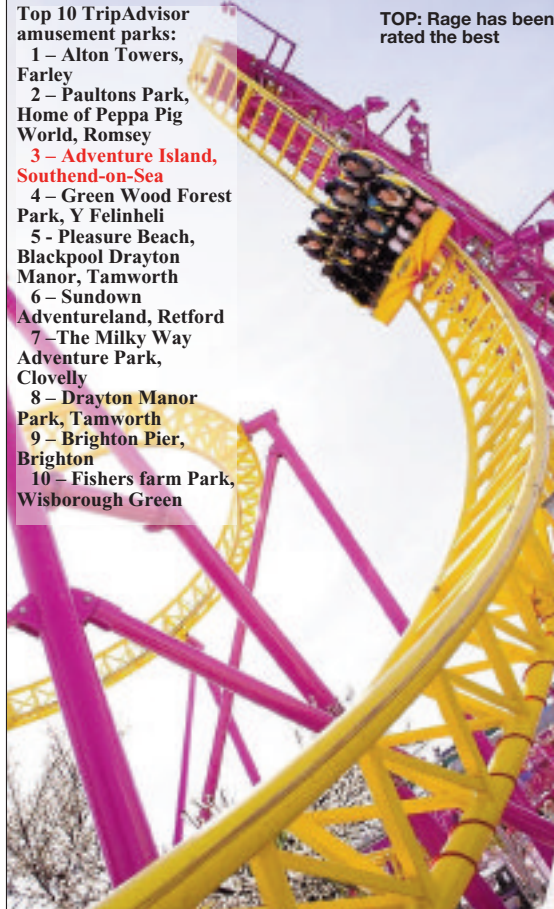 Top 10 TripAdvisor
amusement parks:
1 – Alton Towers,
Farley
2 – Paultons Park,
Home of Peppa Pig
World, Romsey
3 – Adventure Island,
Southend-on-Sea
4 – Green Wood Forest
Park, Y Felinheli
5 - Pleasure Beach,
Blackpool Drayton
Manor, Tamworth
6 – Sundown
Adventureland, Retford
7 –The Milky Way
Adventure Park,
Clovelly
8 – Drayton Manor
Park, Tamworth
9 – Brighton Pier,
Brighton
10 – Fishers farm Park,
Wisborough Green
TOP: Rage has been
rated the best